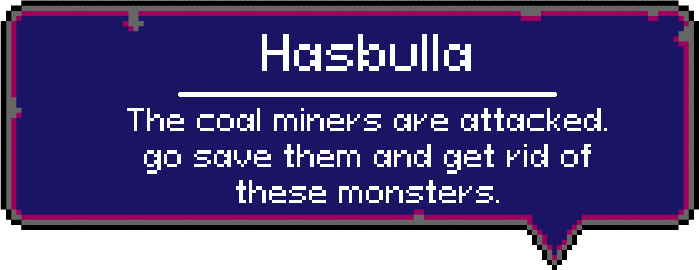 Hasbulla
The coal miners are attacked.
go save them and get rid of
these monsters.